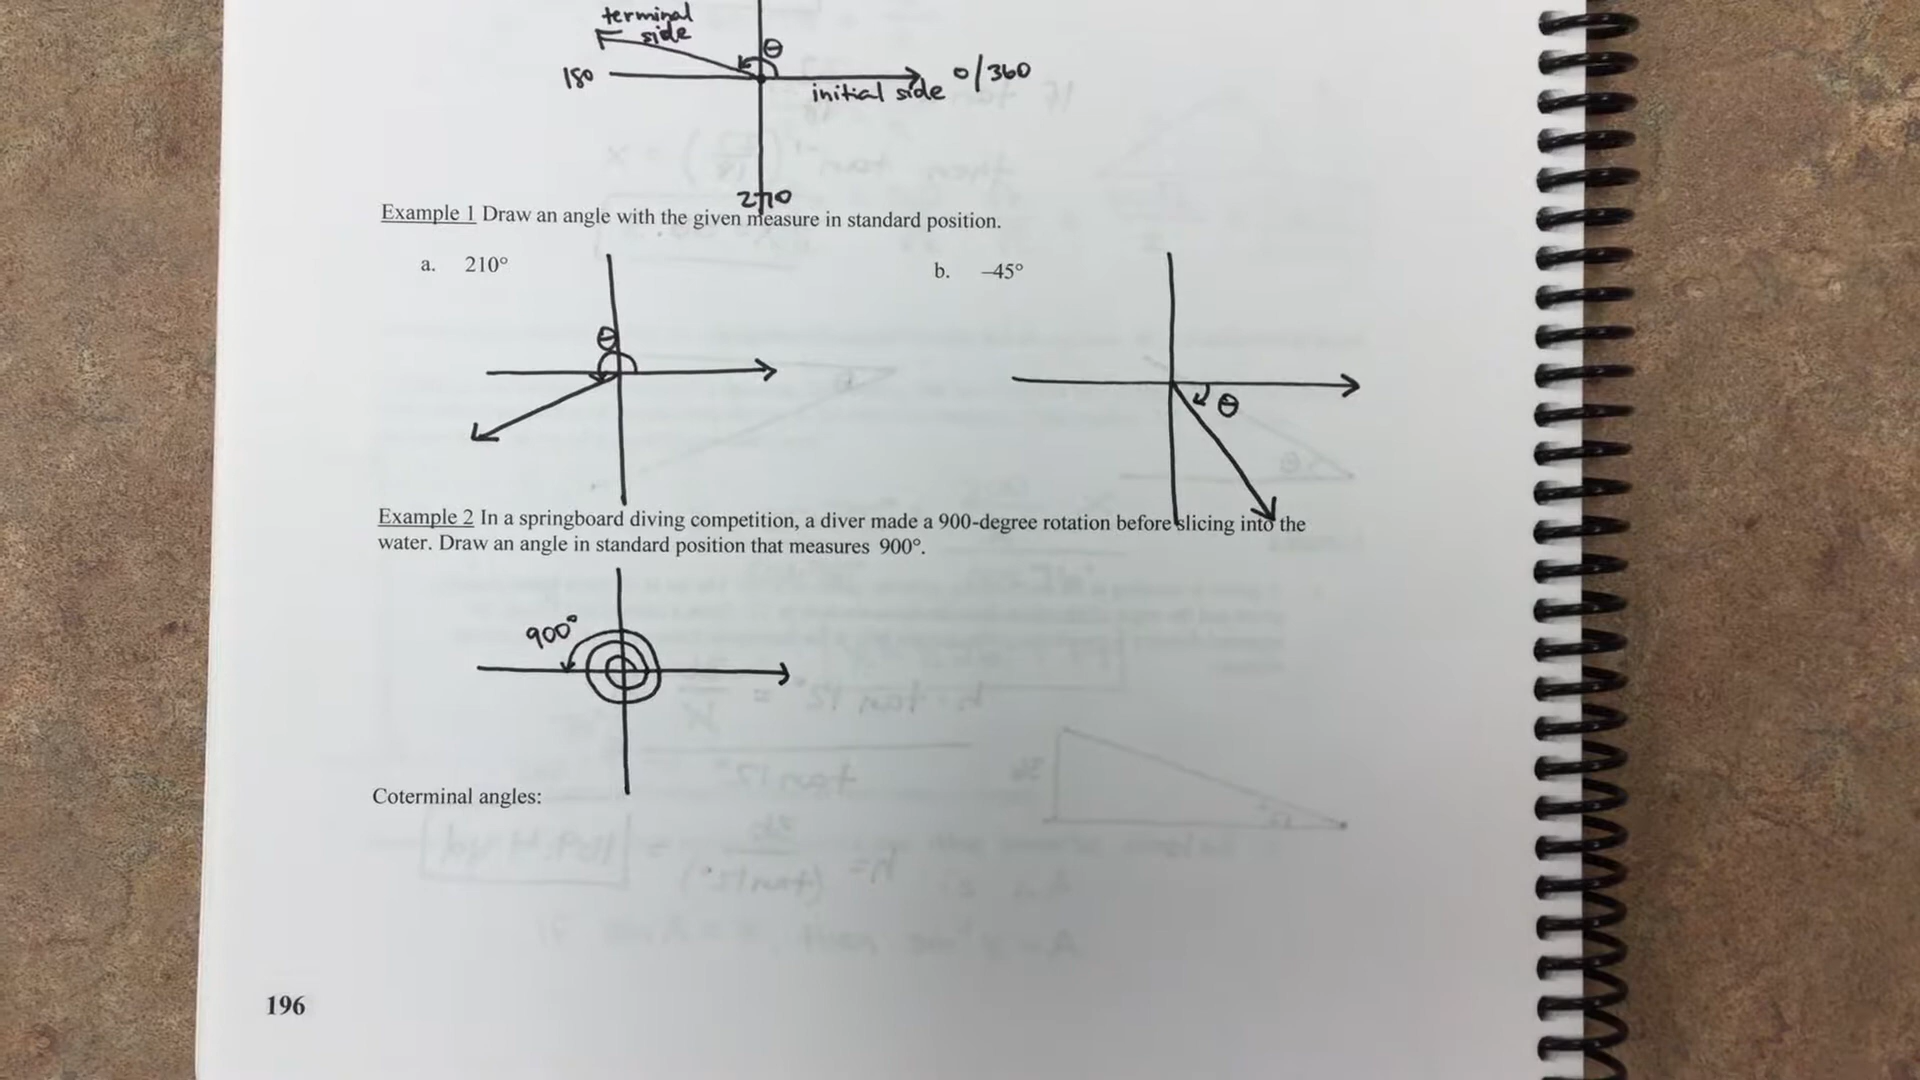 terminal
side
θ
180
0/360
initial side
270
Example 1 Draw an angle with the given measure in standard position.
a. 210°
b. –45°
θ
θ
Example 2 In a springboard diving competition, a diver made a 900-degree rotation before slicing into the
water. Draw an angle in standard position that measures 900°.
900°
Coterminal angles:
196